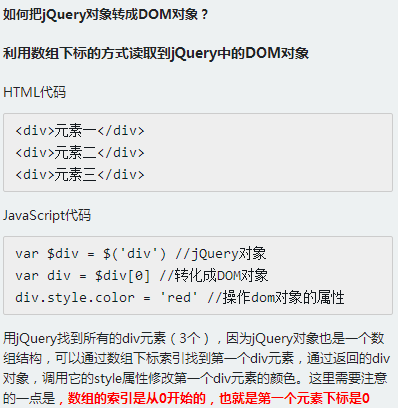 如何把jQuery对象转成DOM对象？
利用数组下标的方式读取到jQuery中的DOM对象
HTML代码
<div>元素一</div>
<div>元素二</div>
<div>元素三</div>
JavaScript代码
var $div = $('div') //jQuery对象
var div = $div[0] //转化成DOM对象
div.style.color = 'red' //操作dom对象的属性
用jQuery找到所有的div元素（3个），因为jQuery对象也是一个数
组结构，可以通过数组下标索引找到第一个div元素，通过返回的div
对象，调用它的style属性修改第一个div元素的颜色。这里需要注意
的一点是，数组的索引是从0开始的，也就是第一个元素下标是0